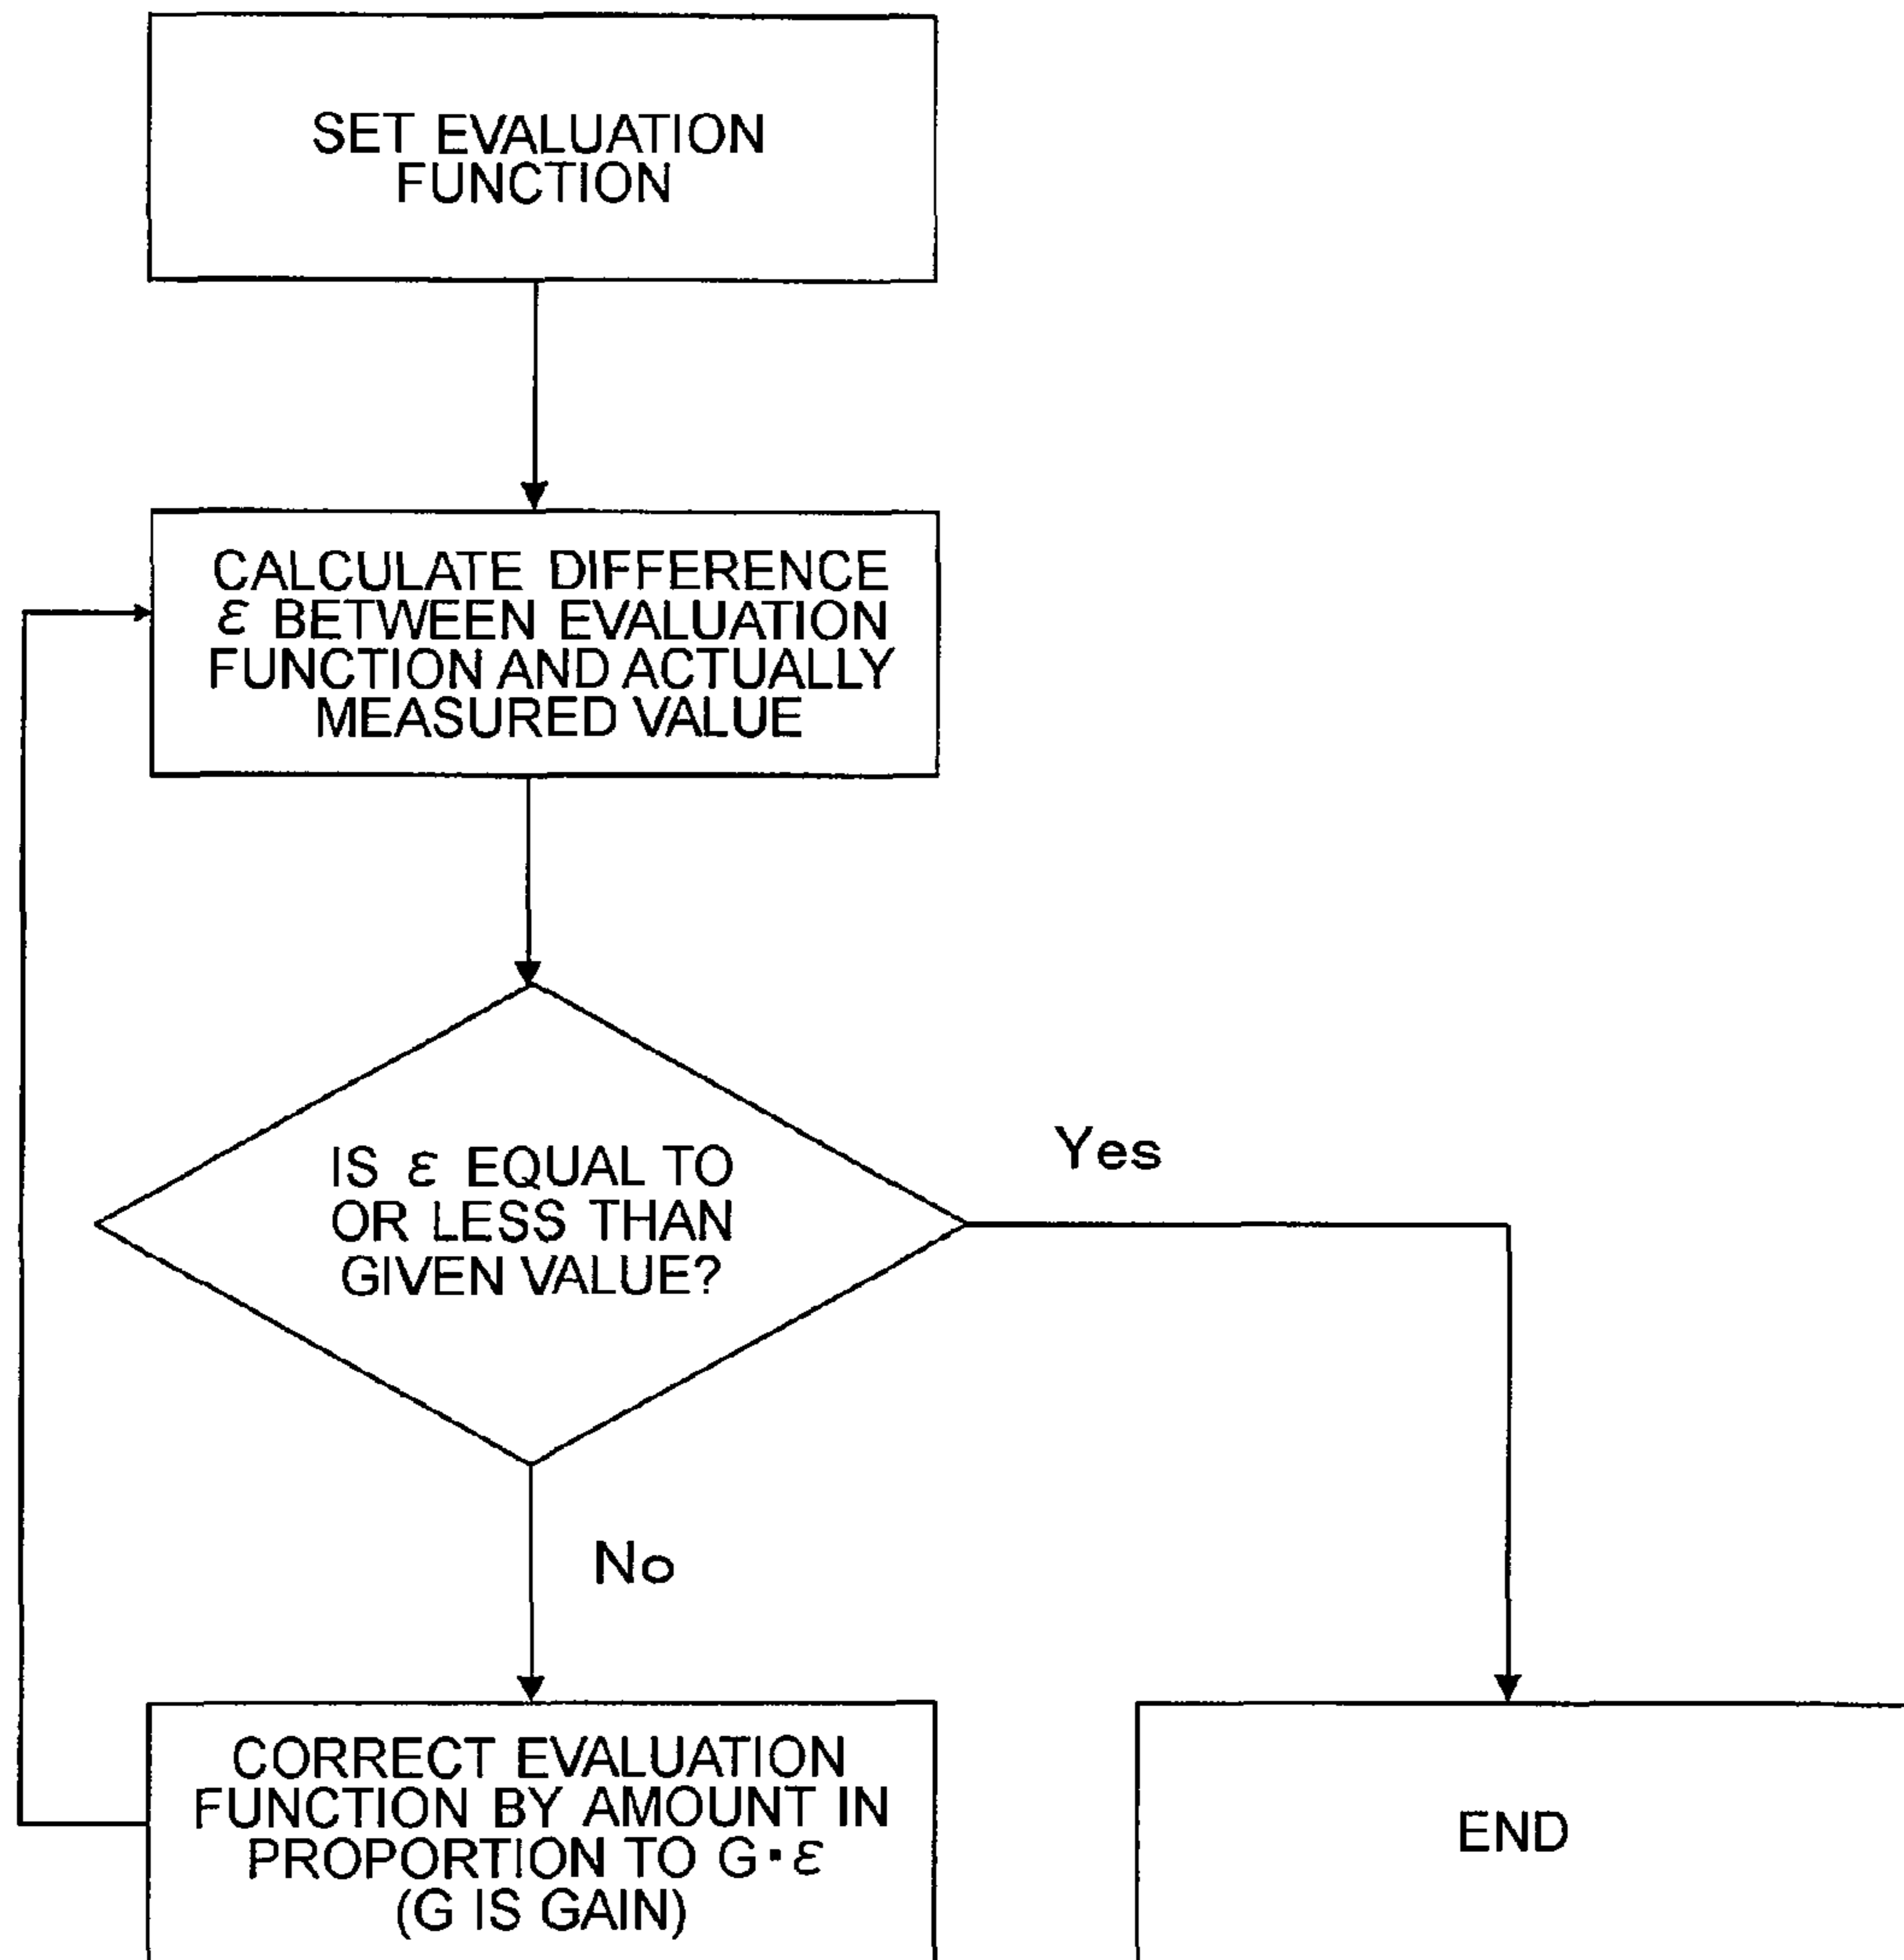 SET EVALUATION
FUNCTION
CALCULATE DIFFERENCE
ε BETWEEN EVALUATION
FUNCTION AND ACTUALLY
MEASURED VALUE
IS ε EQUAL TO
OR LESS THAN
GIVEN VALUE?
Yes
No
CORRECT EVALUATION
FUNCTION BY AMOUNT IN
PROPORTION TO G・ε
(G IS GAIN)
END